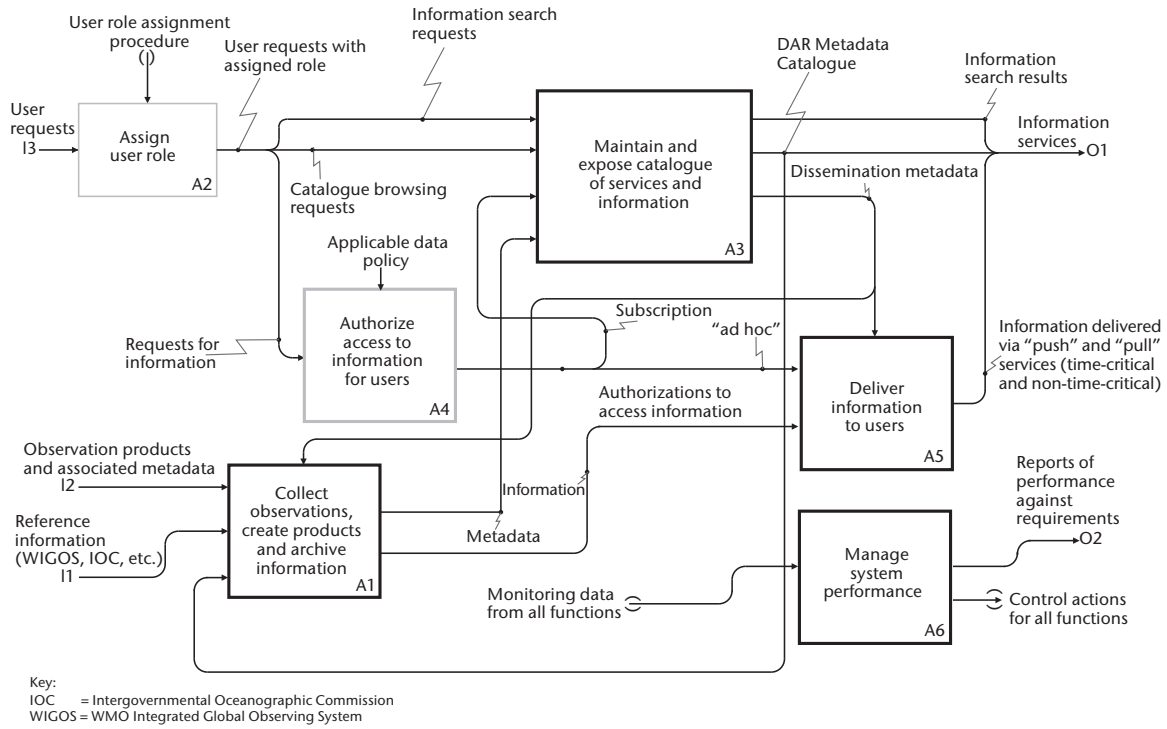 User role assignment
procedure
()
User requests with
assigned role
Information search
requests
DAR Metadata
Catalogue
Information
search results
User
requests
I3
Assign
user role
A2
Maintain and
expose catalogue
of services and
information
A3
Information
services
O1
Dissemination metadata
Catalogue browsing
requests
Applicable data
policy
Authorize
access to
information
for users
A4
Requests for
information
Subscription
“ad hoc”
Information delivered
via “push” and “pull”
services (time-critical
and non-time-critical)
Deliver
information
to users
A5
Authorizations to
access information
Observation products
and associated metadata
I2
Reference
information
(WIGOS, IOC, etc.)
I1
Collect
observations,
create products
and archive
information
A1
Information
Metadata
Reports of
performance
against
requirements
O2
Manage
system
performance
A6
Monitoring data
from all functions
Control actions
for all functions
Key:
IOC = Intergovernmental Oceanographic Commission
WIGOS = WMO Integrated Global Observing System